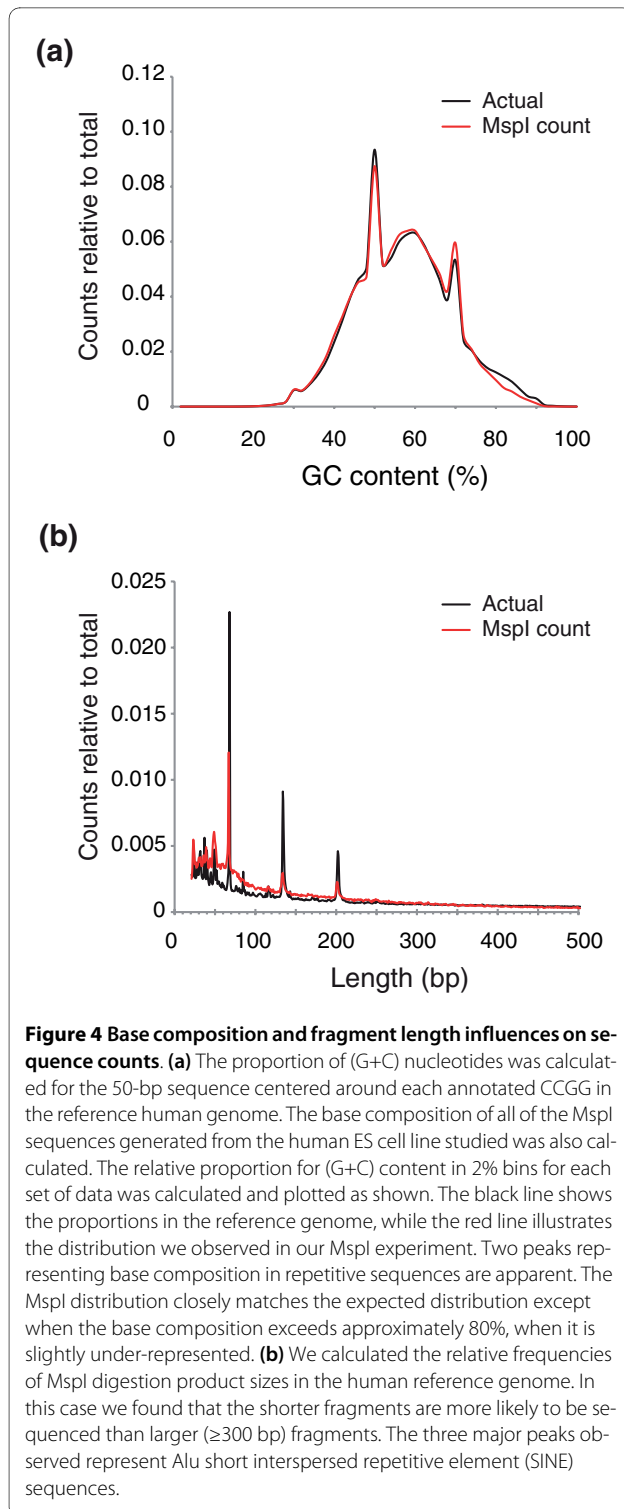 (a)
0.12
0.10
0.08
0.06
0.04
0.02
0
Counts relative to total
Actual
MspI count
0 20 40 60 80 100
GC content (%)
(b)
0.025
0.020
0.015
0.010
0.005
0
Counts relative to total
Actual
MspI count
0 100 200 300 400 500
Length (bp)
Figure 4 Base composition and fragment length influences on se-
quence counts. (a) The proportion of (G+C) nucleotides was calculat-
ed for the 50-bp sequence centered around each annotated CCGG in
the reference human genome. The base composition of all of the MspI
sequences generated from the human ES cell line studied was also cal-
culated. The relative proportion for (G+C) content in 2% bins for each
set of data was calculated and plotted as shown. The black line shows
the proportions in the reference genome, while the red line illustrates
the distribution we observed in our MspI experiment. Two peaks rep-
resenting base composition in repetitive sequences are apparent. The
MspI distribution closely matches the expected distribution except
when the base composition exceeds approximately 80%, when it is
slightly under-represented. (b) We calculated the relative frequencies
of MspI digestion product sizes in the human reference genome. In
this case we found that the shorter fragments are more likely to be se-
quenced than larger (≥300 bp) fragments. The three major peaks ob-
served represent Alu short interspersed repetitive element (SINE)
sequences.